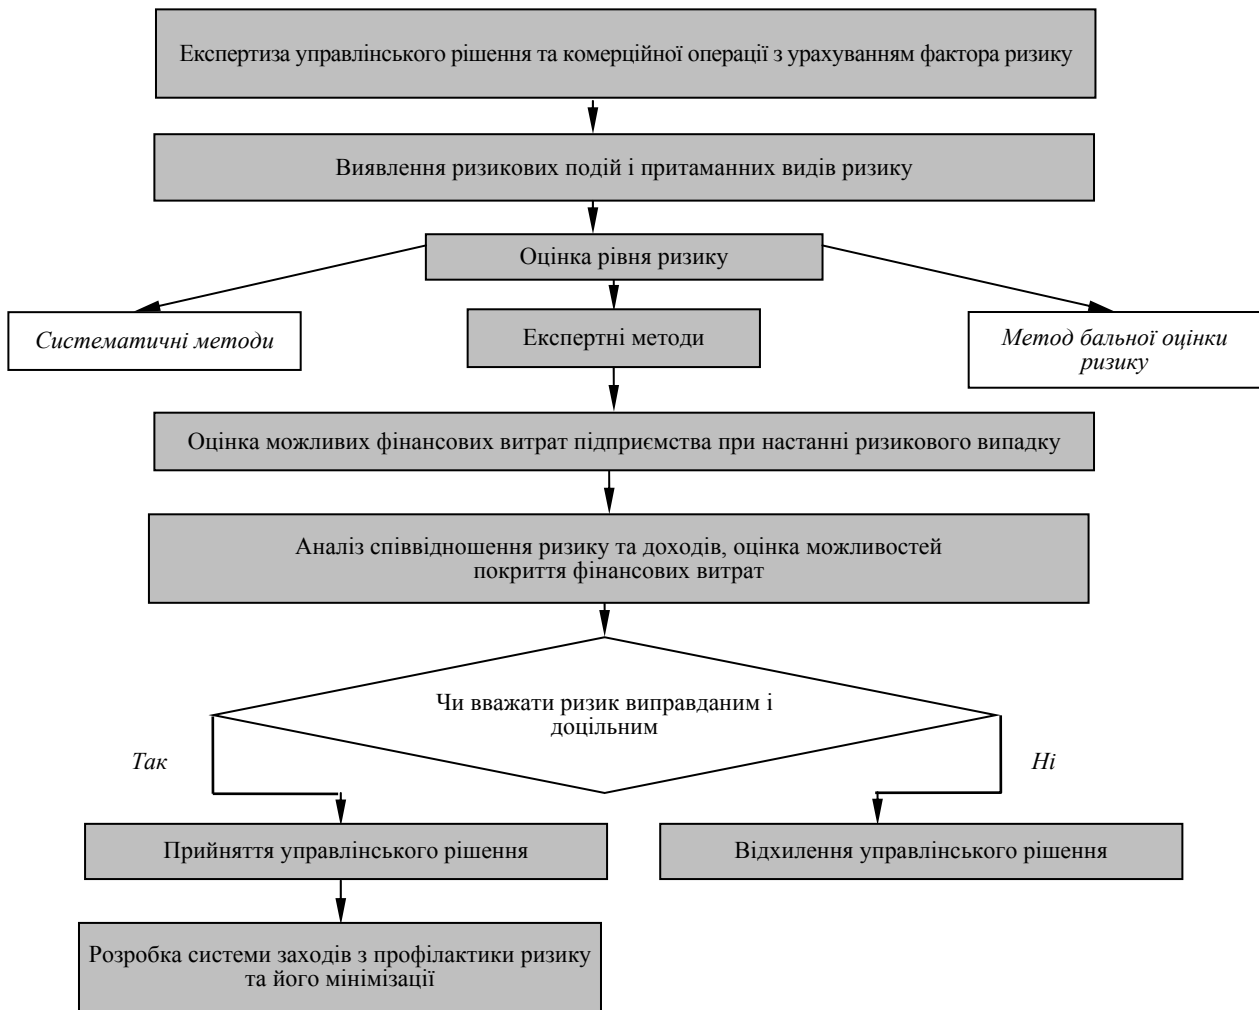 Експертиза управлінського рішення та комерційної операції з урахуванням фактора ризику
Виявлення ризикових подій і притаманних видів ризику
Оцінка рівня ризику
Систематичні методи
Експертні методи
Метод бальної оцінки
ризику
Оцінка можливих фінансових витрат підприємства при настанні ризикового випадку
Аналіз співвідношення ризику та доходів, оцінка можливостей
покриття фінансових витрат
Чи вважати ризик виправданим і
доцільним
Так
Ні
Прийняття управлінського рішення
Відхилення управлінського рішення
Розробка системи заходів з профілактики ризику
та його мінімізації